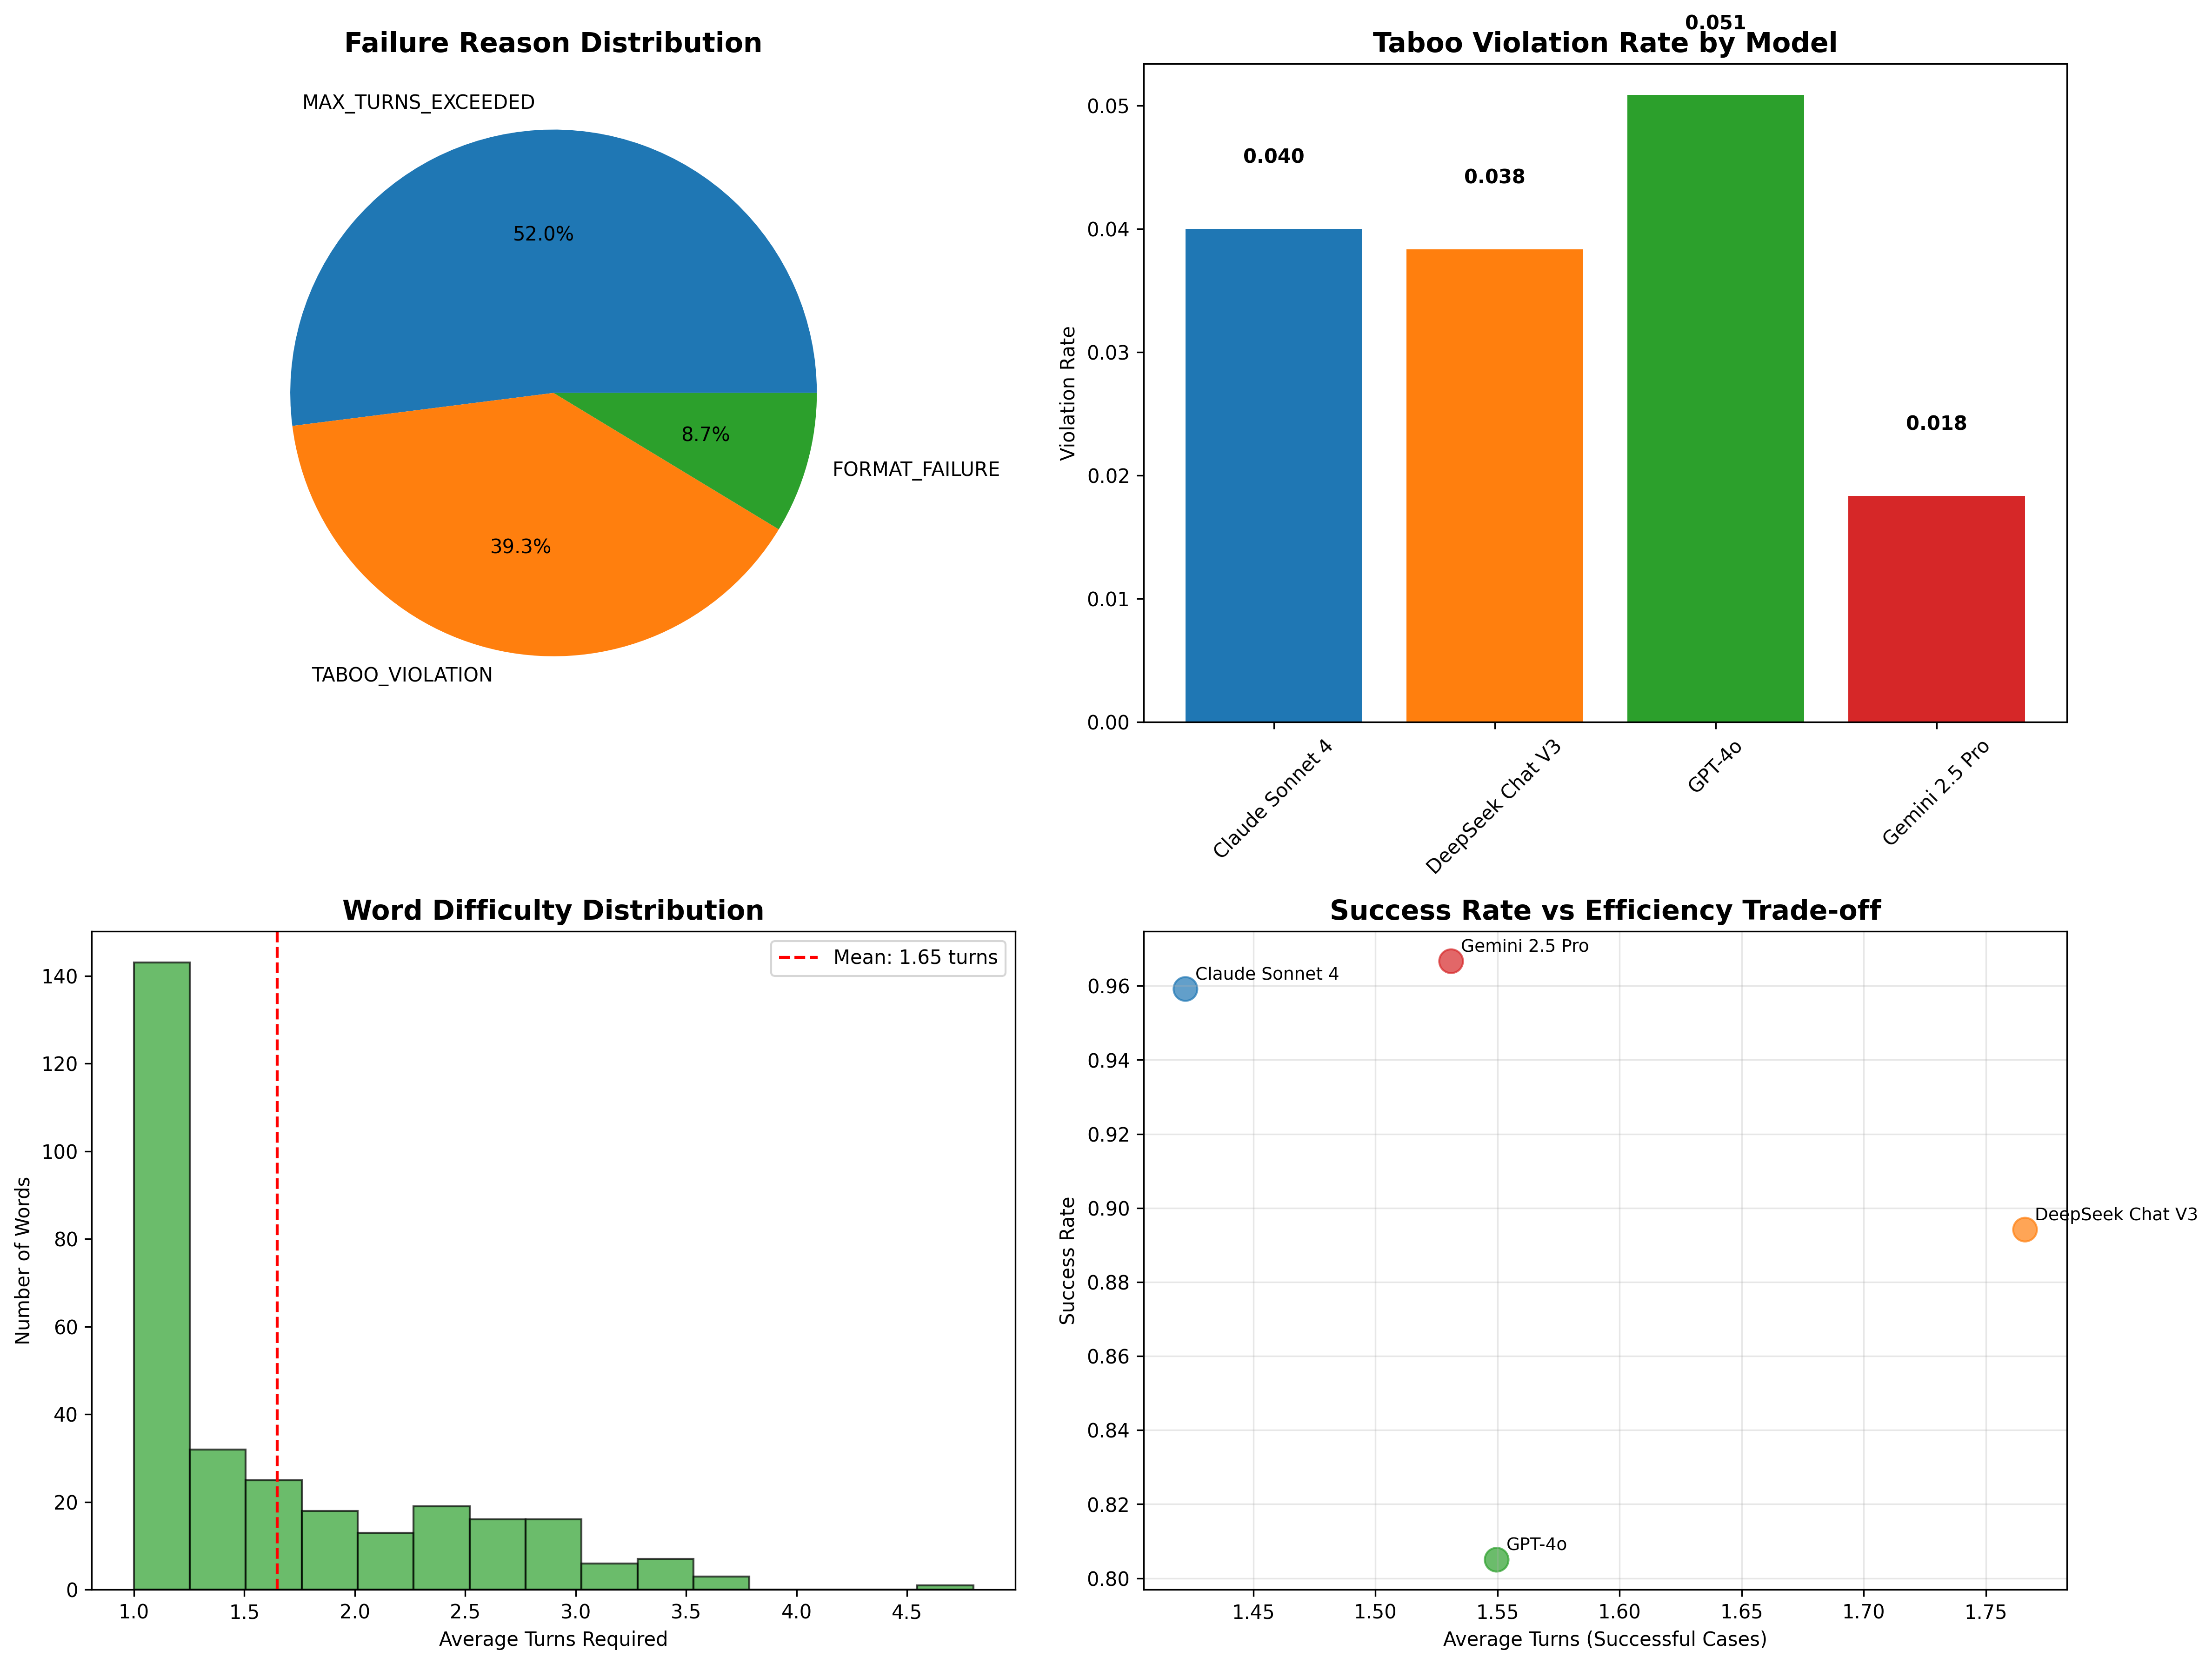 Failure Reason Distribution
MAX_TURNS_EXCEEDED
52.0%
8.7%
FORMAT_FAILURE
39.3%
TABOO_VIOLATION
0.051
Taboo Violation Rate by Model
Violation Rate
0.05
0.04
0.03
0.02
0.01
0.00
0.040
0.038
0.018
Claude Sonnet 4
DeepSeek Chat V3
GPT-4o
Gemini 2.5 Pro
Word Difficulty Distribution
Mean: 1.65 turns
Number of Words
140
120
100
80
60
40
20
0
1.0
1.5
2.0
2.5
3.0
3.5
4.0
4.5
Average Turns Required
Success Rate vs Efficiency Trade-off
Success Rate
0.96
0.94
0.92
0.90
0.88
0.86
0.84
0.82
0.80
Gemini 2.5 Pro
Claude Sonnet 4
DeepSeek Chat V3
GPT-4o
1.45
1.50
1.55
1.60
1.65
1.70
1.75
Average Turns (Successful Cases)